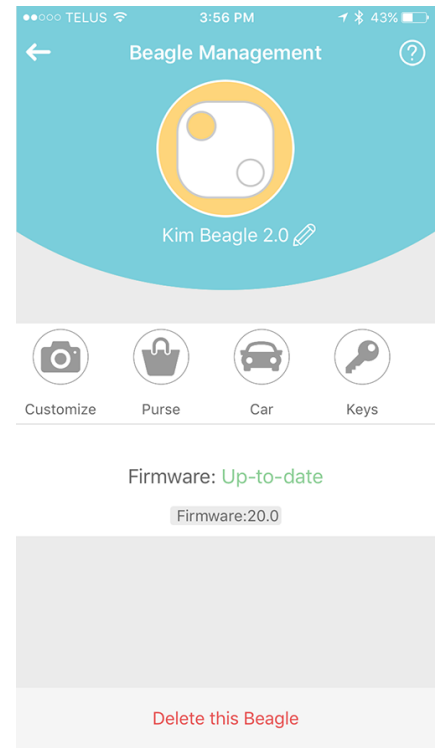 TELUS 3:56 PM 43%
Beagle Management ?
Kim Beagle 2.0
Customize Purse Car Keys
Firmware: Up-to-date
Firmware:20.0
Delete this Beagle